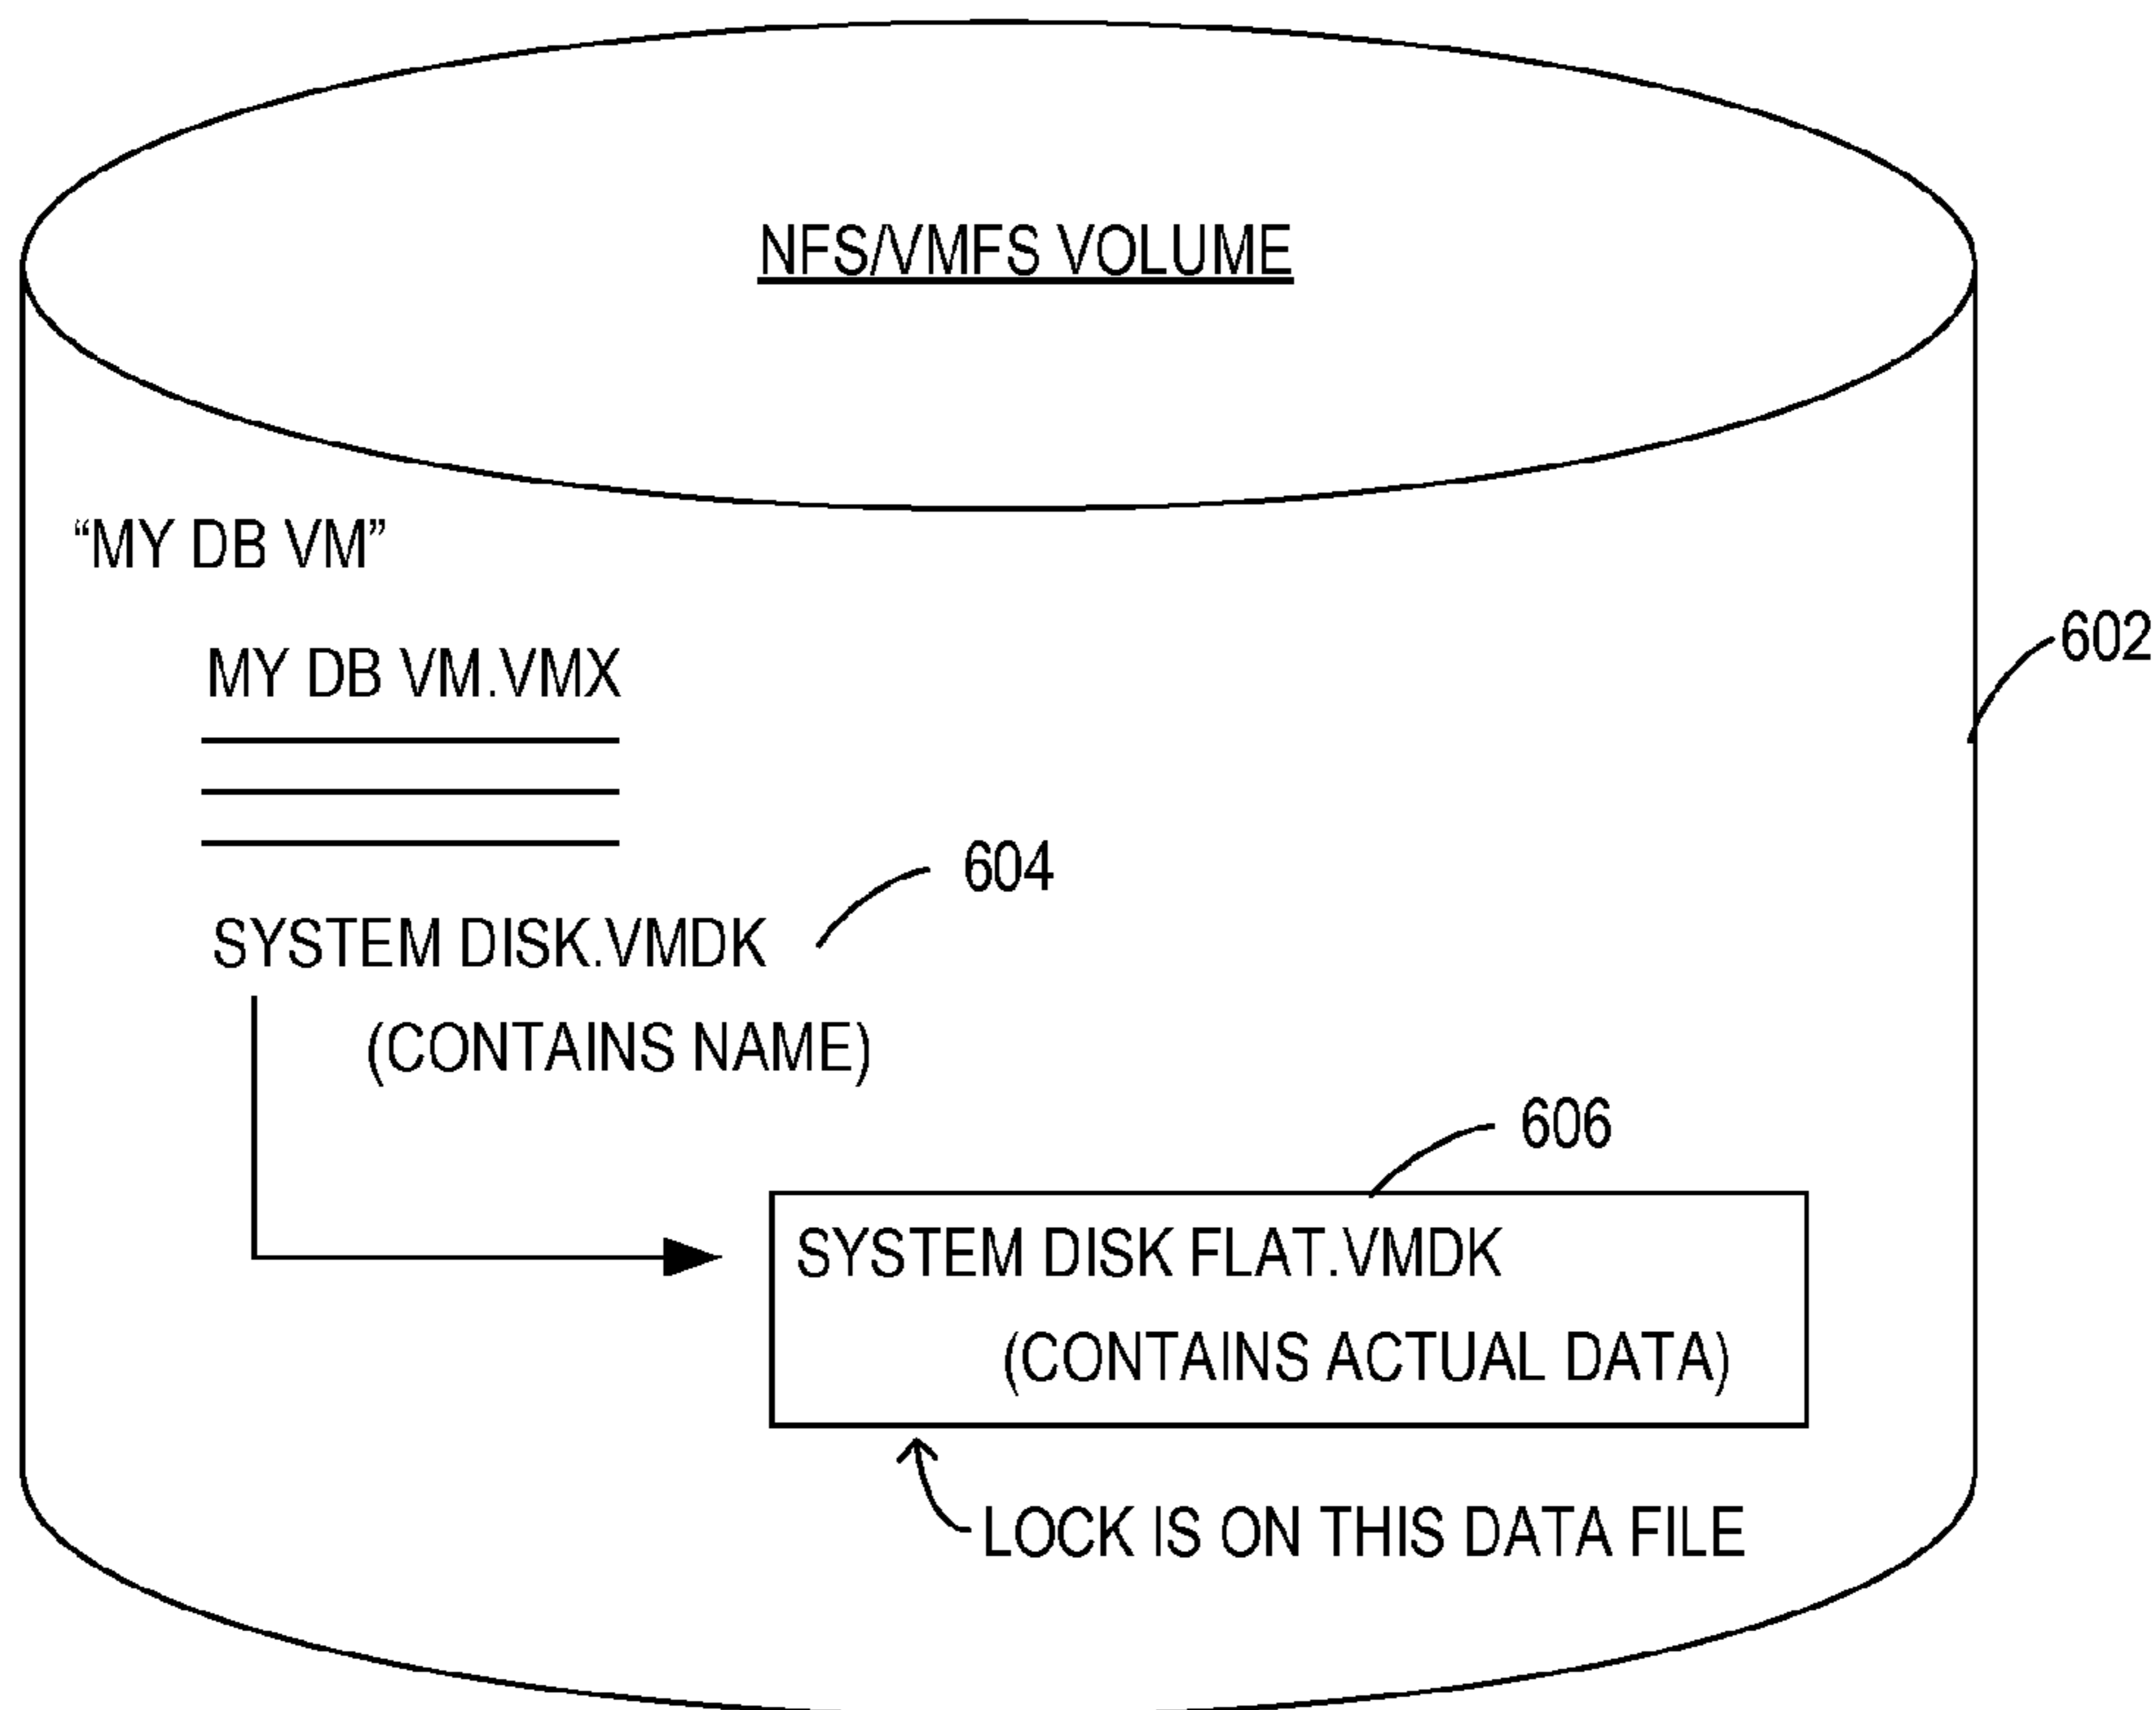 NFS/VMFS VOLUME
“MY DB VM”
602
MY DB VM.VMX
604
SYSTEM DISK.VMDK
(CONTAINS NAME)
606
SYSTEM DISK FLAT.VMDK
(CONTAINS ACTUAL DATA)
LOCK IS ON THIS DATA FILE